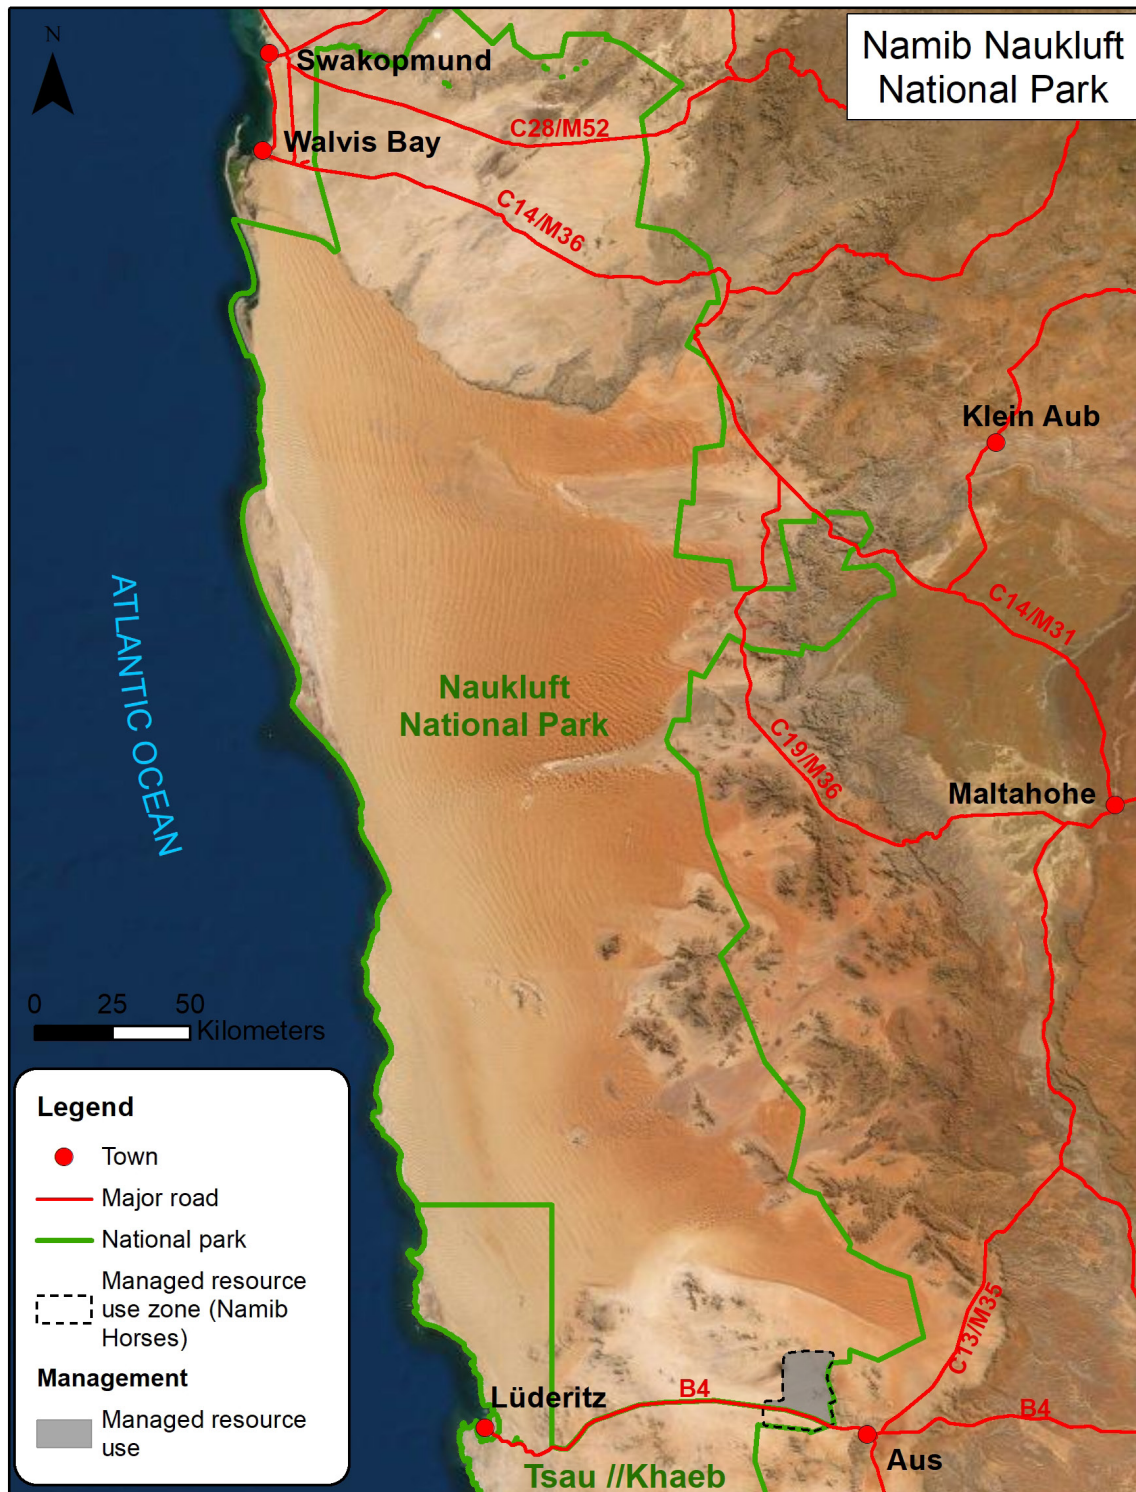 Namib Naukluft
National Park
N
Swakopmund
C28/M52
Walvis Bay
C14/M36
Klein Aub
ATLANTIC OCEAN
C14/M31
Naukluft
National Park
C19/M36
Maltahohe
0 25 50
Kilometers
Legend
Town
Major road
National park
Managed resource
use zone (Namib
Horses)
Management
Managed resource
use
C13/M35
B4
Lüderitz
B4
Aus
Tsau //Khaeb